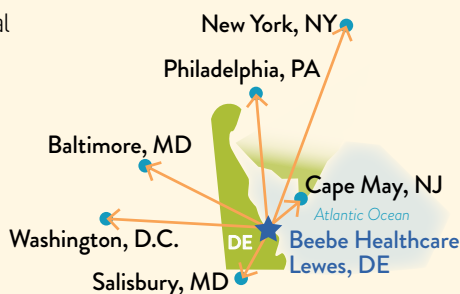 al
New York, NY
Philadelphia, PA
Baltimore, MD
Cape May, NJ
Atlantic Ocean
Washington, D.C.
DE
Beebe Healthcare
Lewes, DE
Salisbury, MD